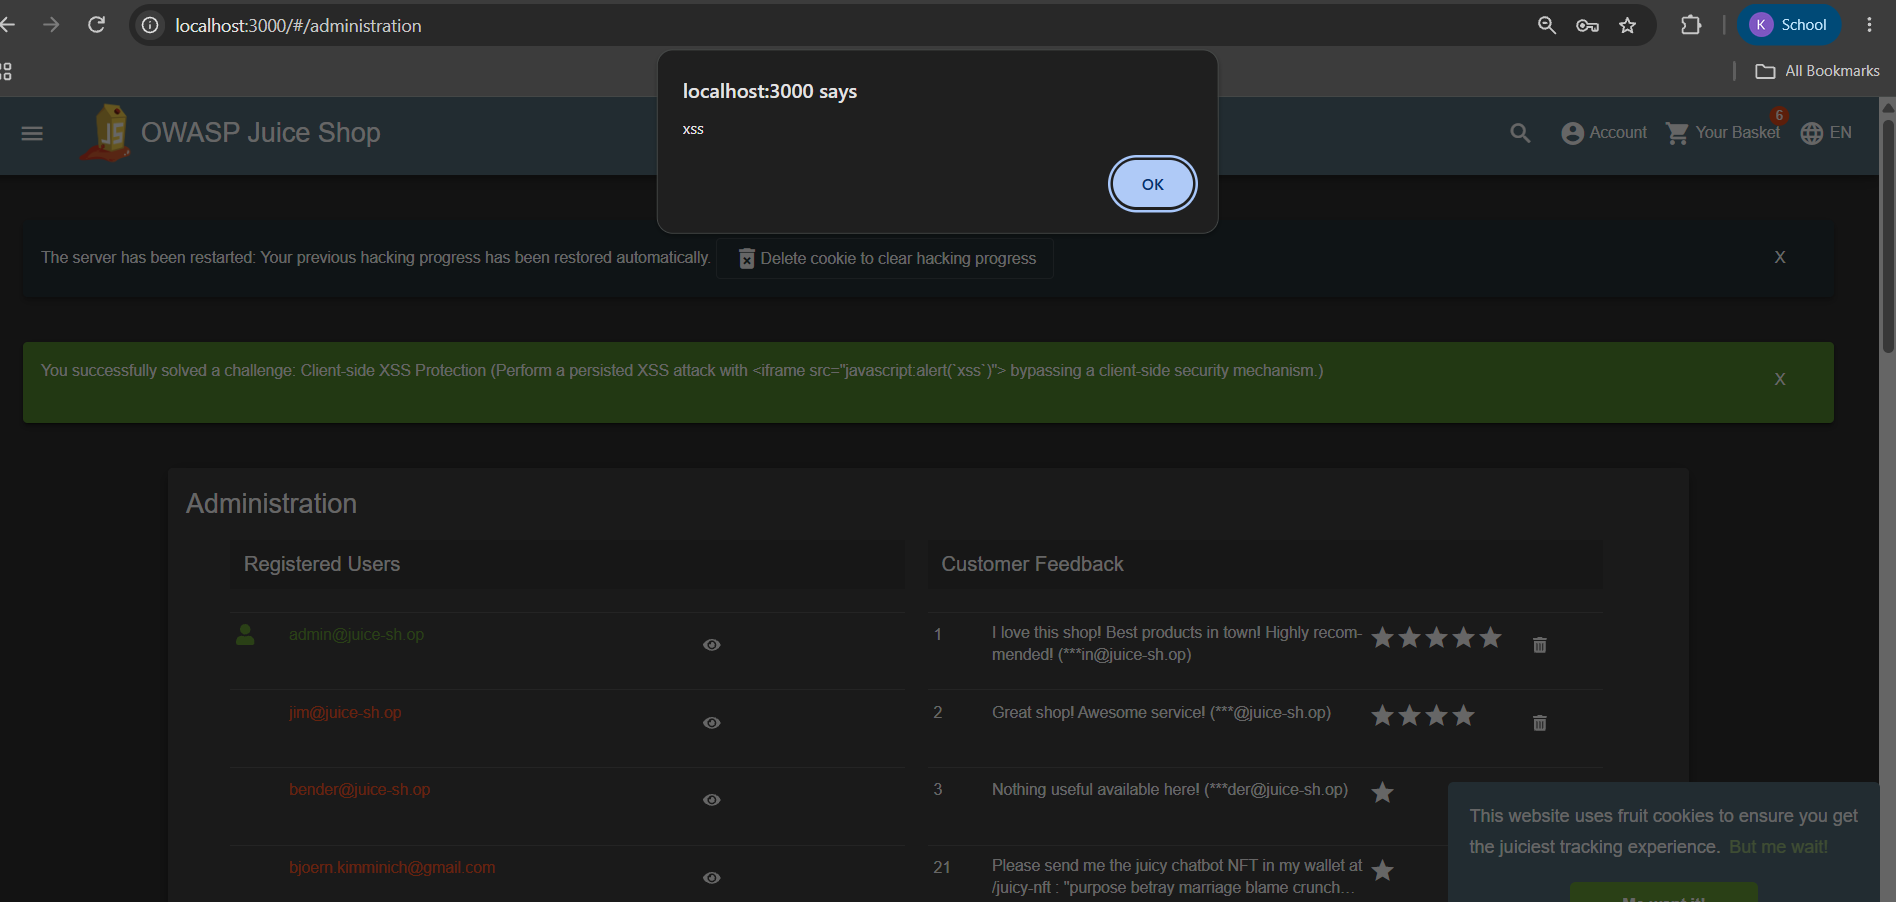 localhost:3000/#/administration
K
School
All Bookmarks
localhost:3000 says
xss
OK
JS
OWASP Juice Shop
Account
6
Your Basket
EN
The server has been restarted: Your previous hacking progress has been restored automatically.
Delete cookie to clear hacking progress
X
You successfully solved a challenge: Client-side XSS Protection (Perform a persisted XSS attack with <iframe src="javascript:alert(`xss`)"> bypassing a client-side security mechanism.)
X
Administration
Registered Users
Customer Feedback
admin@juice-sh.op
1
I love this shop! Best products in town! Highly recom-
mended! (***in@juice-sh.op)
jim@juice-sh.op
2
Great shop! Awesome service! (***@juice-sh.op)
bender@juice-sh.op
3
Nothing useful available here! (***der@juice-sh.op)
bjoern.kimminich@gmail.com
21
Please send me the juicy chatbot NFT in my wallet at
/juicy-nft : "purpose betray marriage blame crunch...
This website uses fruit cookies to ensure you get
the juiciest tracking experience. But me wait!
Me want it!